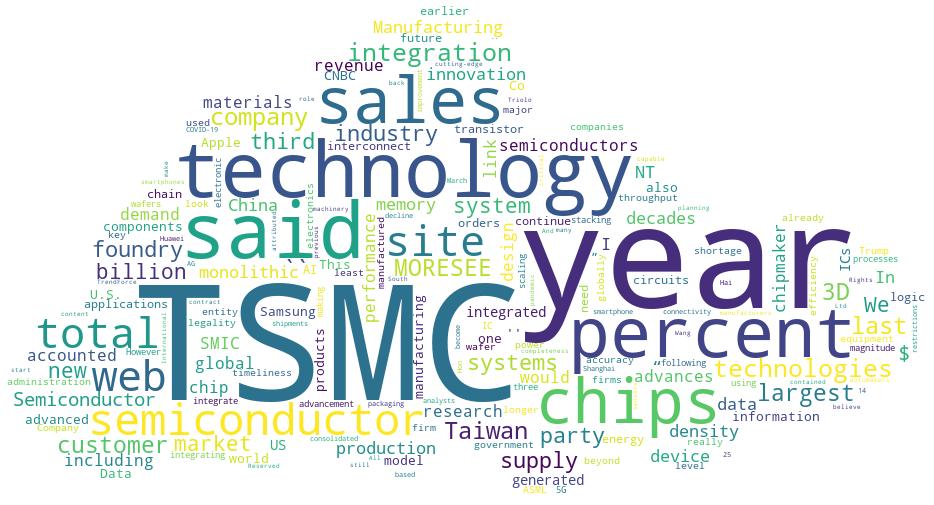 earlier
Manufacturing
future
integration
revenue
cutting-edge
CNBC
back
innovation
improvement
role
Co
Triolo
major
materials
sales
company
used
COVID-19
industry
transistor
companies
Apple
third
interconnect
link
semiconductors
technology
capable
make
electronic
March
NT
also
smartphones
chain
throughput
wafers
look
China
electronics
machinery
memory
system
decades
planning
demand
said
decline
orders
continue
stacking
already
components
attributed
previous
performance
manufactured
And
many
year
key
Huawei
This
site
design
I
shortage
chipmaker
Trump
foundry
ICs
processes
AG
TrendForce
least
South
MORESEE
scaling
need
globally
circuits
Hai
efficiency
In
rights
billion
monolithic
AI
making
3D
U.S.
contract
TSMC
smartphone
connectivity
manufacturers
We
Ltd
logic
restrictions
applications
entity
Samsung
manufacturing
integrated
content
international
legality
shipments
IC
total
SMIC
products
one
''
become
wafer
power
percent
Wang
last
equipment
However
accounted
timeliness
completeness
accuracy
following
magnitude
$
new
global
Hon
systems
Shanghai
technologies
start
web
chip
analysts
would
firms
advances
administration
integrate
advancement
packaging
three
using
contained
14
Semiconductor
chips
data
largest
believe
advanced
semiconductor
research
longer
information
Company
firm
Taiwan
party
density
customer
market
US
consolidated
production
government
energy
really
including
integrating
world
All
model
supply
beyond
device
level
25
Data
Reserved
still
based
generated
ASML
5G